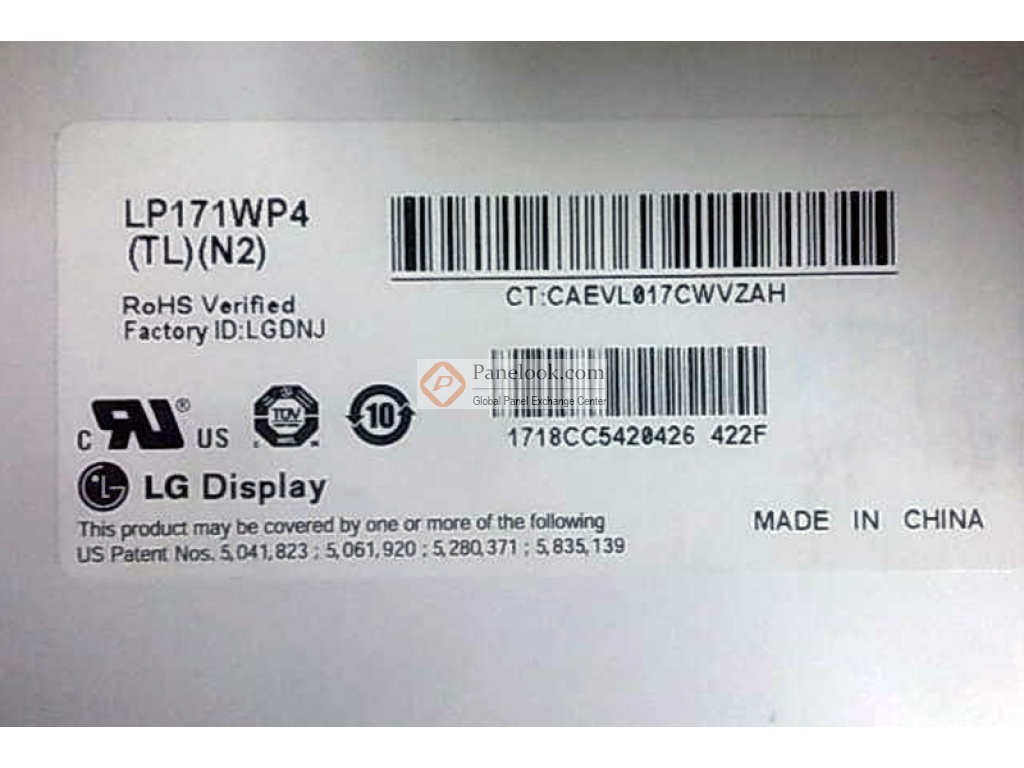 LP171WP4
(TL)(N2)
RoHS Verified
Factory ID:LGDNJ
CT:CAEVL017CWVZAH
Panelook.com
Global Panel Exchange Center
1718CC5420426 422F
C UR ® US
TÜV
10
LG Display
This product may be covered by one or more of the following
US Patent Nos. 5,041,823 ; 5,061,920 ; 5,280,371 ; 5,835,139
MADE IN CHINA